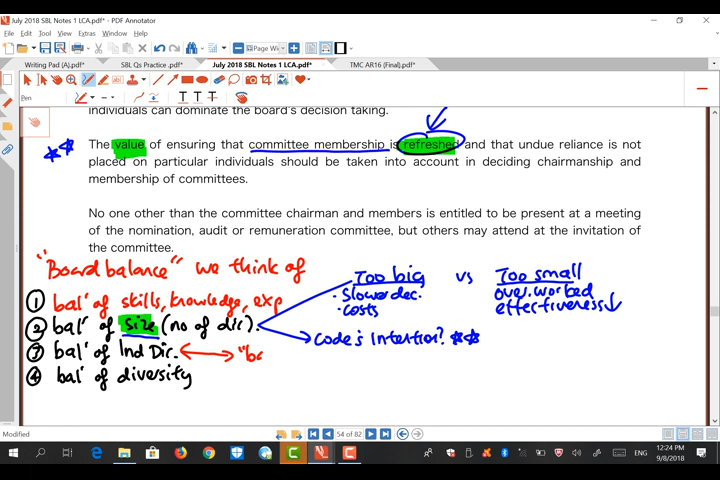 July 2018 SBL Notes 1 LCA.pdf* - PDF Annotator
File Edit Tool View Extras Window Help
Page Wi
Writing Pad (A).pdf* SBL Qs Practice .pdf* July 2018 SBL Notes 1 LCA.pdf* TMC AR16 (Final).pdf*
Pen
individuals can dominate the board's decision taking.
The value of ensuring that committee membership is refreshed and that undue reliance is not
placed on particular individuals should be taken into account in deciding chairmanship and
membership of committees.
No one other than the committee chairman and members is entitled to be present at a meeting
of the nomination, audit or remuneration committee, but others may attend at the invitation of
the committee.
"Board balance" we think of
① bal' of skills, knowledge, exp
② bal' of size (no of dir).
③ bal' of Ind Dir. "bc
④ bal' of diversity
Too big vs Too small
· Slower dec. over worked
· costs effectiveness↓
Code's Intention?
54 of 82
Modified
12:24 PM
9/8/2018